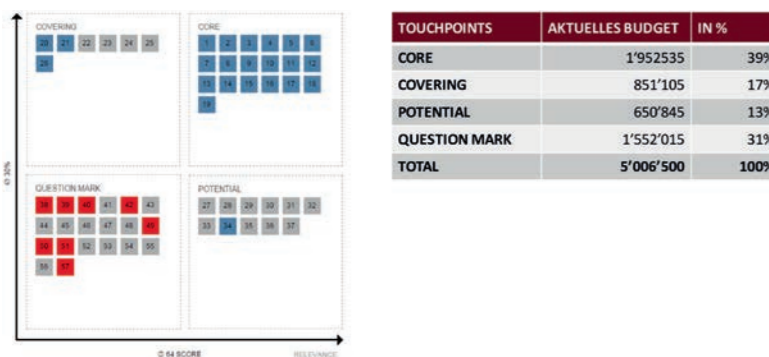 COVERING
20 21 22 23 24 25
26
CORE
1 2 3 4 5 6
7 8 9 10 11 12
13 14 15 16 17 18
19
QUESTION MARK
38 39 40 41 42 43
44 45 46 47 48 49
50 51 52 53 54 55
56 57
POTENTIAL
27 28 29 30 31 32
33 34 35 36 37
∅ 30%
∅ 64 SCORE
RELEVANCE
TOUCHPOINTS AKTUELLES BUDGET IN %
CORE 1’952535 39%
COVERING 851’105 17%
POTENTIAL 650’845 13%
QUESTION MARK 1’552’015 31%
TOTAL 5’006’500 100%